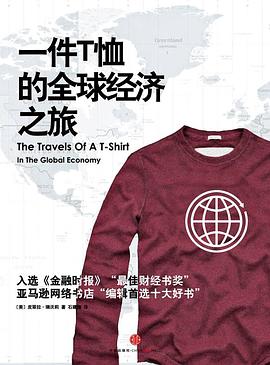 一件T恤
的全球经济
之旅
The Travels Of A T-Shirt
In The Global Economy
入选《金融时报》“最佳财经书奖”
亚马逊网络书店“编辑首选十大好书”